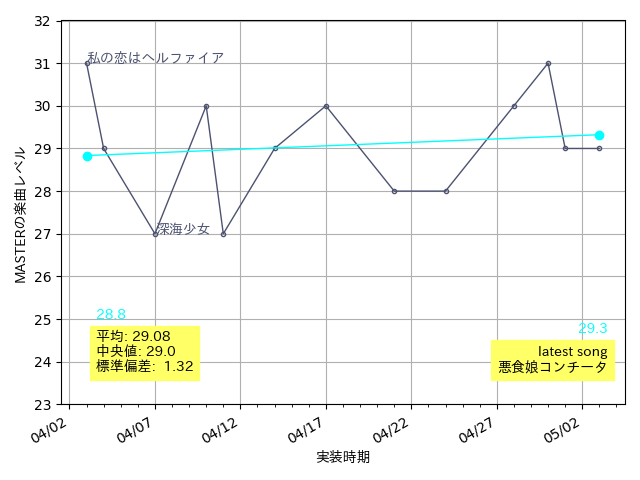 32
31
30
29
28
27
26
25
24
23
MASTERの楽曲レベル
私の恋はヘルファイア
深海少女
28.8
平均: 29.08
中央値: 29.0
標準偏差: 1.32
29.3
latest song
悪食娘コンチータ
04/02
04/07
04/12
04/17
04/22
04/27
05/02
実装時期